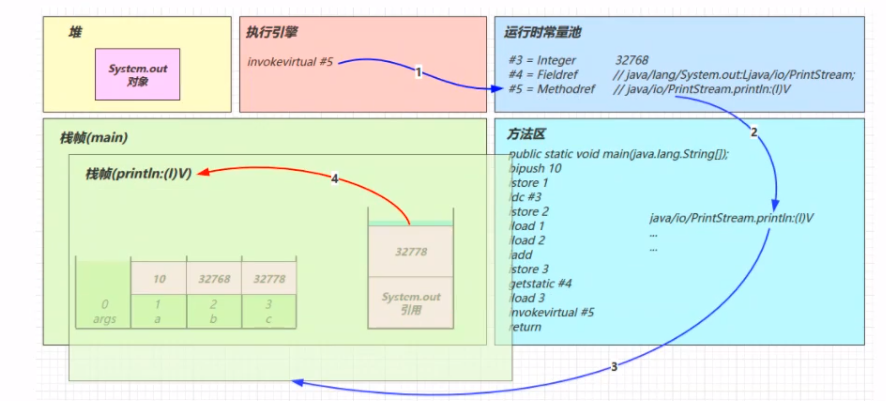 堆
System.out
对象
执行引擎
invokevirtual #5
1
运行时常量池
#3 = Integer 32768
#4 = Fieldref // java/lang/System.out:Ljava/io/PrintStream;
#5 = Methodref // java/io/PrintStream.println:(I)V
2
栈帧(main)
栈帧(println:(I)V)
4
10 32768 32778
0 1 2 3
args a b c
32778
System.out
引用
方法区
public static void main(java.lang.String[]);
bipush 10
istore 1
ldc #3
istore 2
iload 1
iload 2
iadd
istore 3
getstatic #4
iload 3
invokevirtual #5
return
java/io/PrintStream.println:(I)V
...
...
3